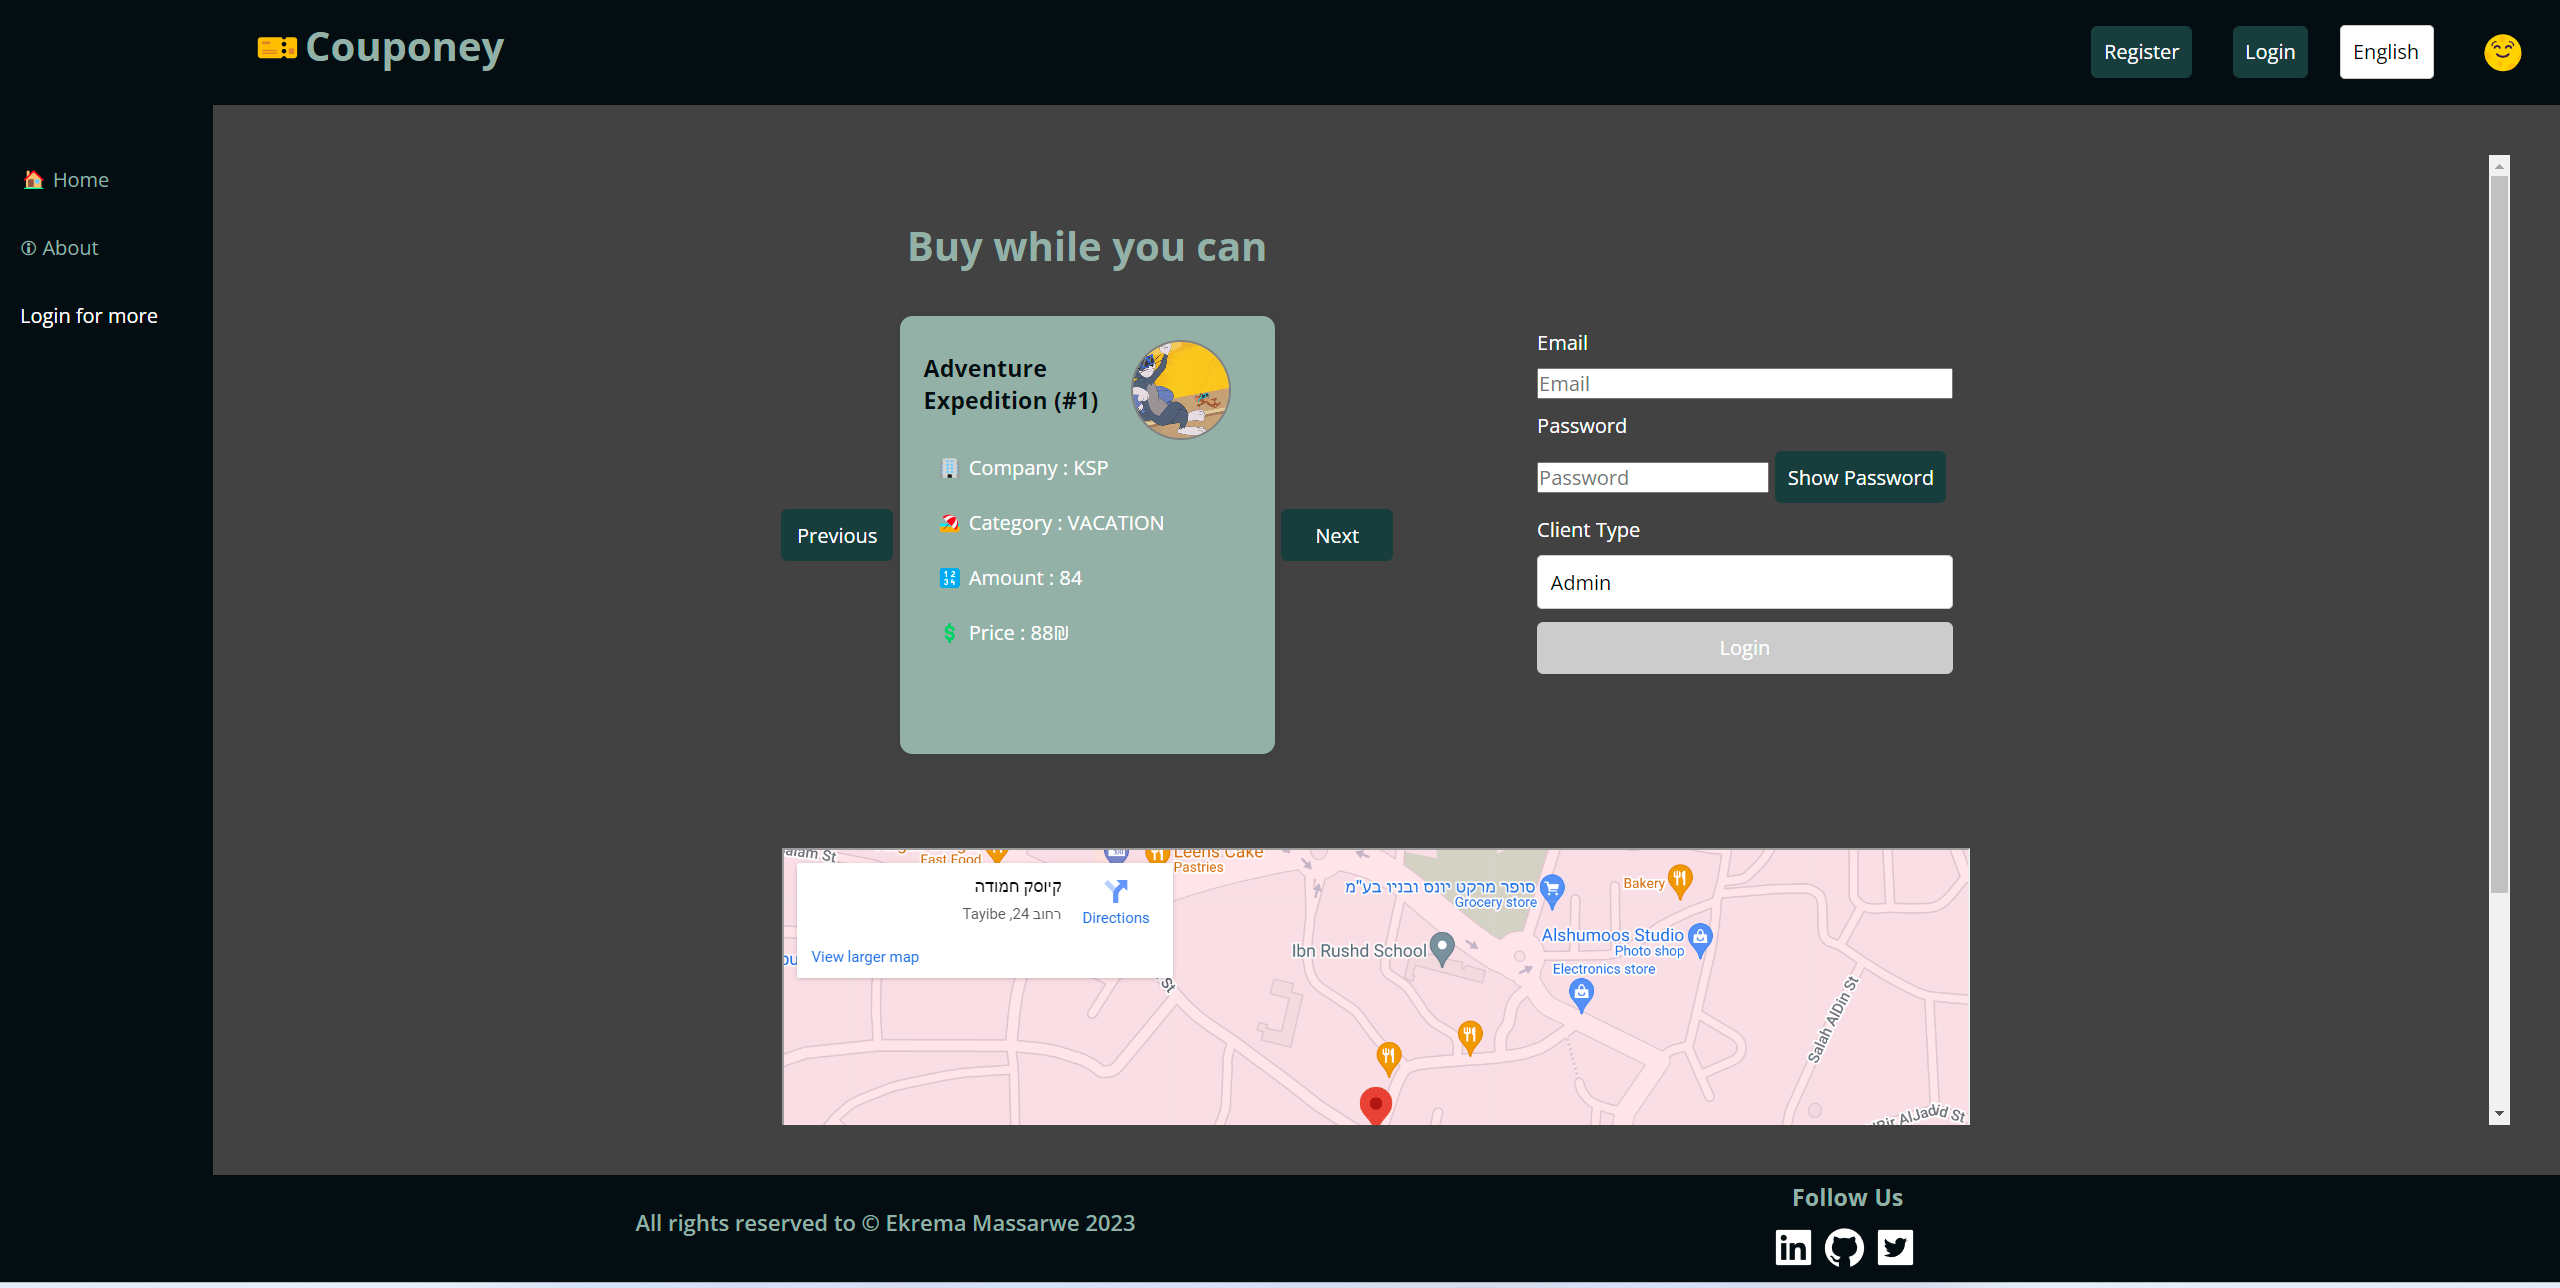 Couponey
Register
Login
English
Home
About
Login for more
Buy while you can
Adventure
Expedition (#1)
Company : KSP
Category : VACATION
Amount : 84
Price : 88₪
Previous
Next
Email
Email
Password
Password
Show Password
Client Type
Admin
Login
Fast Food
Leens Cake
Pastries
קיוסק חמודה
רחוב 24, Tayibe
Directions
View larger map
St
סופר מרקט יונס ובניו בע"מ
Grocery store
Bakery
Ibn Rushd School
Alshumoos Studio
Photo shop
Electronics store
Salah AlDin St
AlJadid St
All rights reserved to © Ekrema Massarwe 2023
Follow Us
in